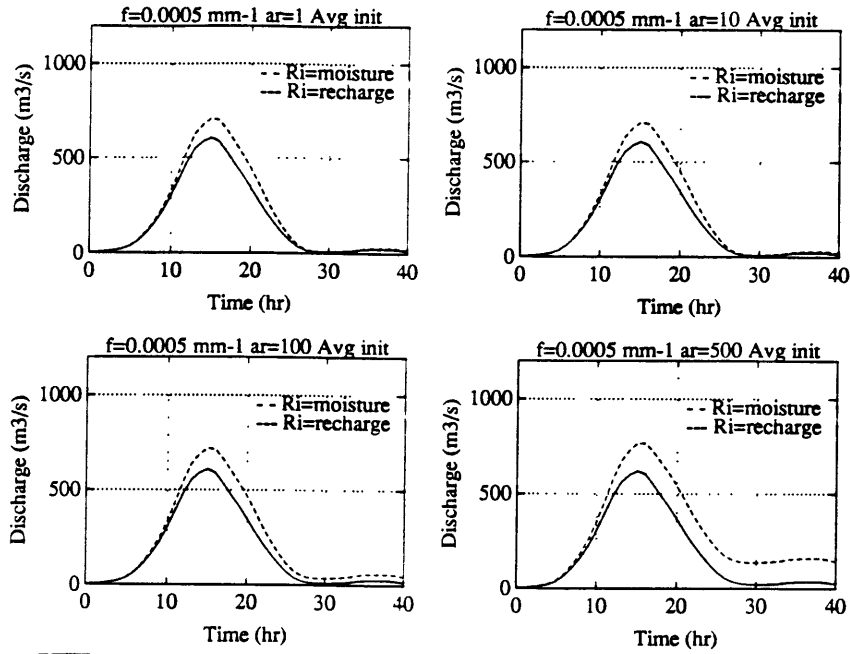 f=0.0005 mm-1 ar=1 Avg init
1000
500
0
Discharge (m3/s)
Ri=moisture
Ri=recharge
0 10 20 30 40
Time (hr)
f=0.0005 mm-1 ar=10 Avg init
1000
500
0
Discharge (m3/s)
Ri=moisture
Ri=recharge
0 10 20 30 40
Time (hr)
f=0.0005 mm-1 ar=100 Avg init
1000
500
0
Discharge (m3/s)
Ri=moisture
Ri=recharge
0 10 20 30 40
Time (hr)
f=0.0005 mm-1 ar=500 Avg init
1000
500
0
Discharge (m3/s)
Ri=moisture
Ri=recharge
0 10 20 30 40
Time (hr)